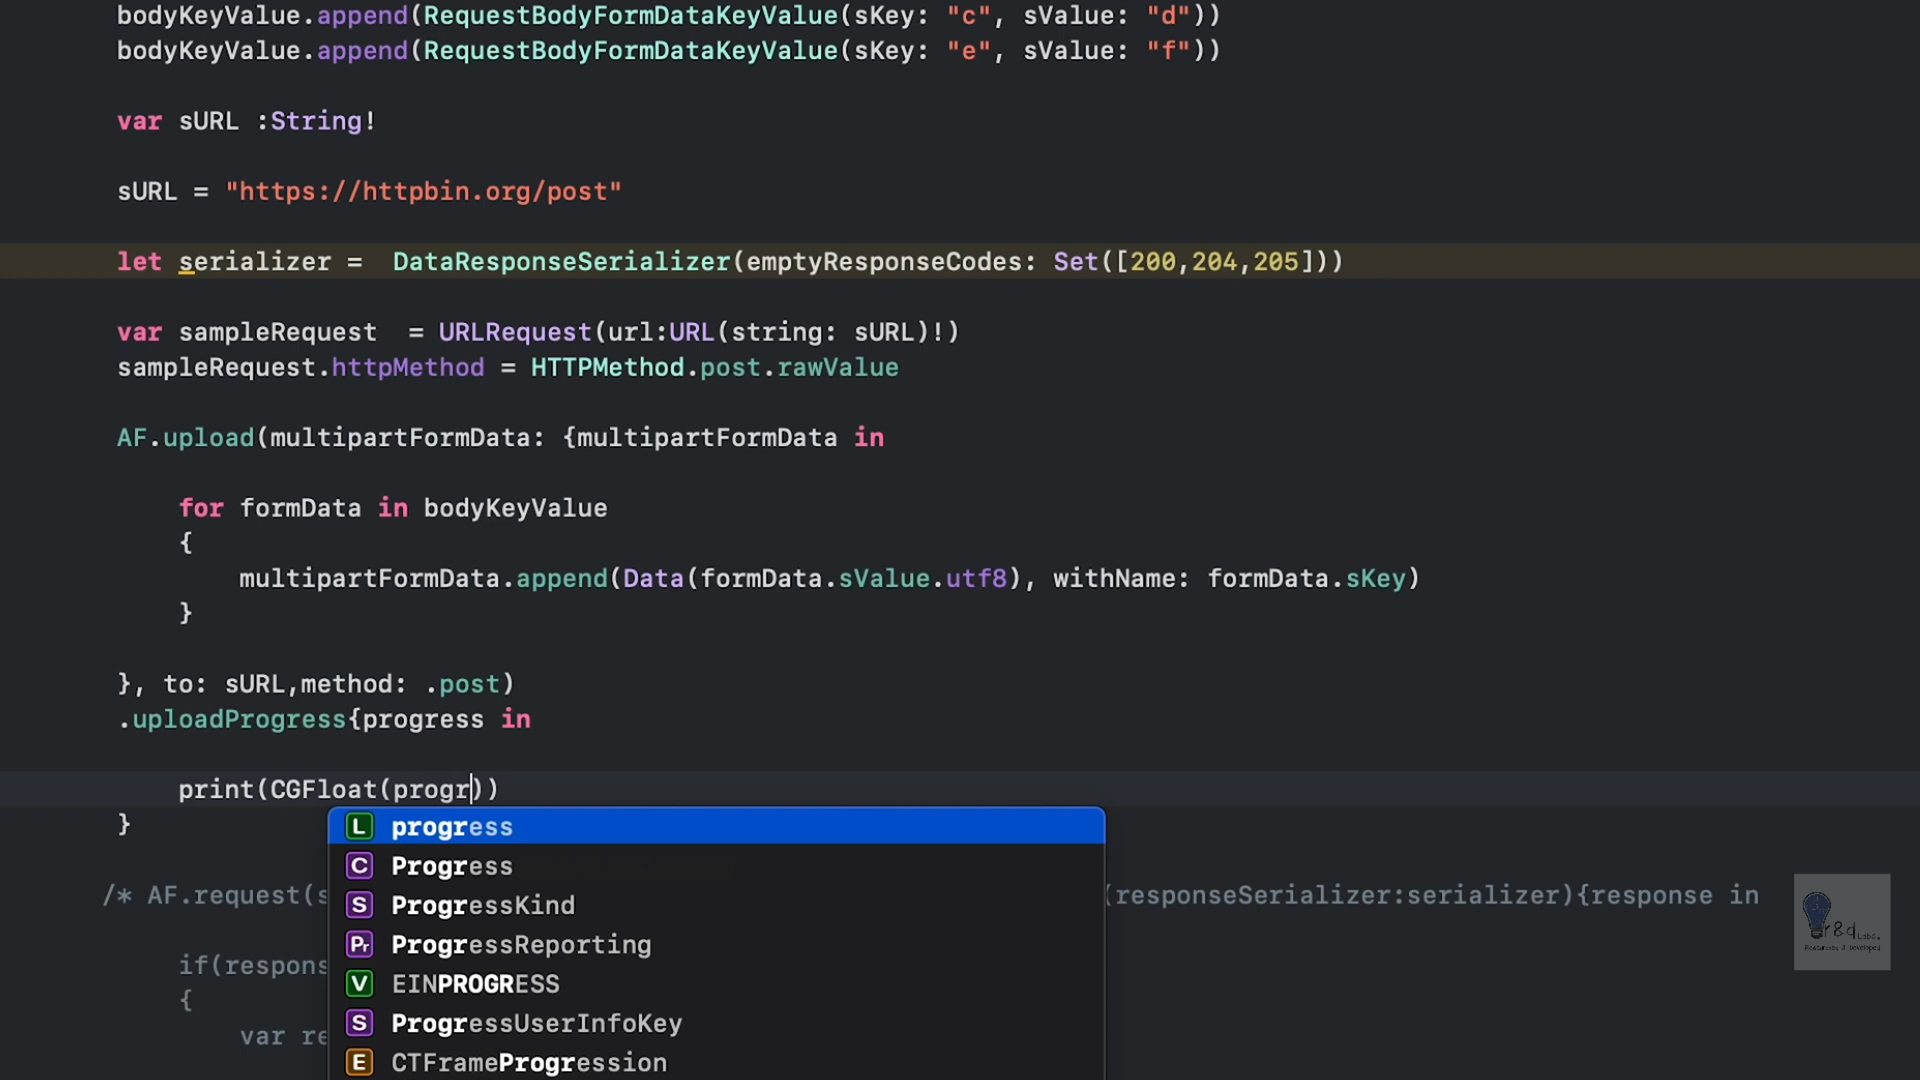 bodyKeyValue.append(RequestBodyFormDataKeyValue(sKey: "c", sValue: "d"))
bodyKeyValue.append(RequestBodyFormDataKeyValue(sKey: "e", sValue: "f"))
var sURL :String!
sURL = "https://httpbin.org/post"
let serializer =  DataResponseSerializer(emptyResponseCodes: Set([200,204,205]))
var sampleRequest  = URLRequest(url:URL(string: sURL)!)
sampleRequest.httpMethod = HTTPMethod.post.rawValue
AF.upload(multipartFormData: {multipartFormData in
for formData in bodyKeyValue
{
multipartFormData.append(Data(formData.sValue.utf8), withName: formData.sKey)
}
}, to: sURL,method: .post)
.uploadProgress{progress in
print(CGFloat(progr))
}
L progress
C Progress
S ProgressKind
Pr ProgressReporting
V EINPROGRESS
S ProgressUserInfoKey
E CTFrameProgression
/* AF.request(s
(responseSerializer:serializer){response in
if(respons
{
var re
r&d Labs